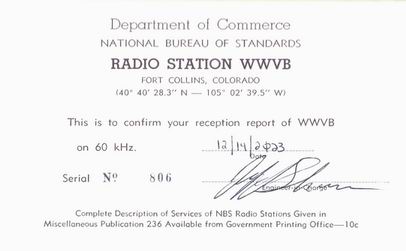 Department of Commerce
NATIONAL BUREAU OF STANDARDS
RADIO STATION WWVB
FORT COLLINS, COLORADO
(40° 40' 28.3" N — 105° 02' 39.5" W)
This is to confirm your reception report of WWVB
on 60 kHz. 12/14/2023
Date
Serial Nº 806
Engineer-in-Charge
Complete Description of Services of NBS Radio Stations Given in
Miscellaneous Publication 236 Available from Government Printing Office—10c